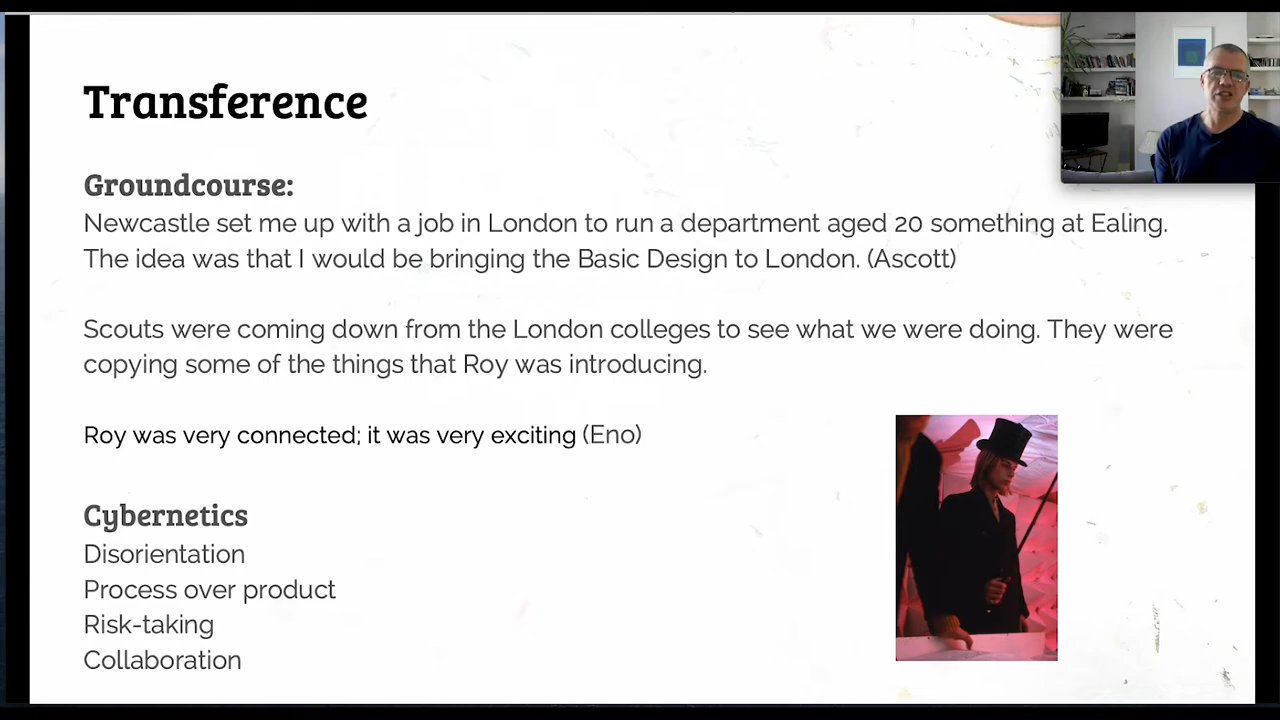 Transference
Groundcourse:
Newcastle set me up with a job in London to run a department aged 20 something at Ealing.
The idea was that I would be bringing the Basic Design to London. (Ascott)
Scouts were coming down from the London colleges to see what we were doing. They were
copying some of the things that Roy was introducing.
Roy was very connected; it was very exciting (Eno)
Cybernetics
Disorientation
Process over product
Risk-taking
Collaboration